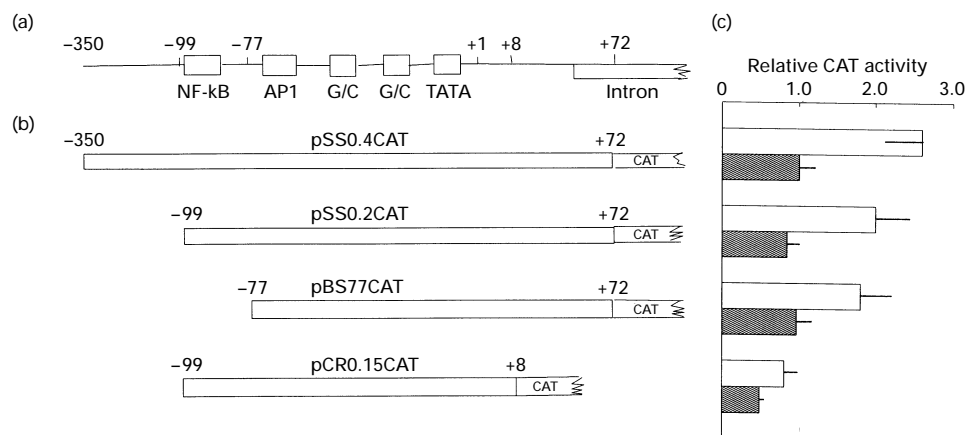 (a)
−350
−99
−77
+1
+8
+72
NF-kB
AP1
G/C
G/C
TATA
Intron
(b)
−350
pSS0.4CAT
+72
CAT
−99
pSS0.2CAT
+72
CAT
−77
pBS77CAT
+72
CAT
−99
pCR0.15CAT
+8
CAT
(c)
Relative CAT activity
0 1.0 2.0 3.0